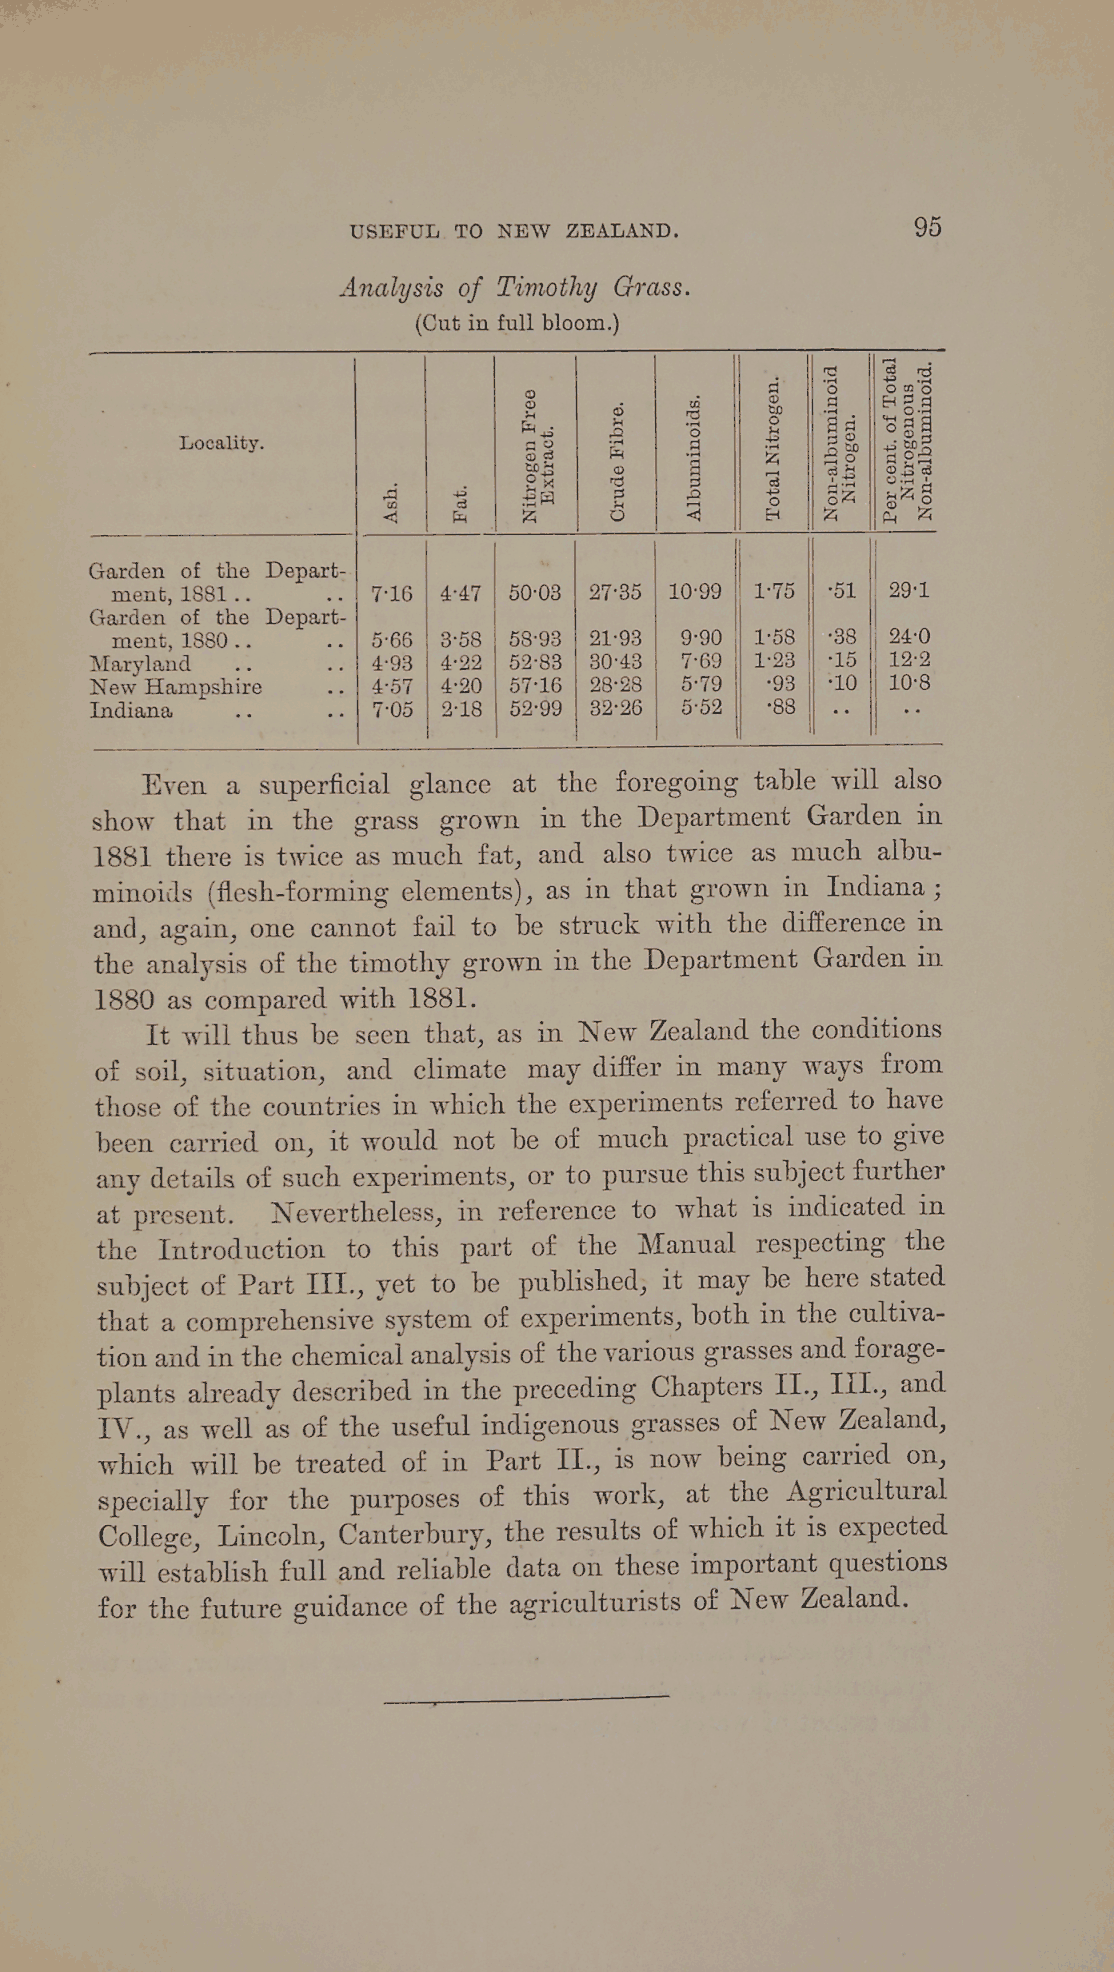 USEFUL TO NEW ZEALAND. 95
Analysis of Timothy Grass.
(Cut in full bloom.)
Locality. Ash. Fat. Nitrogen Free Extract. Crude Fibre. Albuminoids. Total Nitrogen. Non-albuminoid Nitrogen. Per cent. of Total Nitrogenous Non-albuminoid.
Garden of the Depart-
ment, 1881 .. .. 7·16 4·47 50·03 27·35 10·99 1·75 ·51 29·1
Garden of the Depart-
ment, 1880 .. .. 5·66 3·58 58·93 21·93 9·90 1·58 ·38 24·0
Maryland .. .. 4·93 4·22 52·83 30·43 7·69 1·23 ·15 12·2
New Hampshire .. 4·57 4·20 57·16 28·28 5·79 ·93 ·10 10·8
Indiana .. .. 7·05 2·18 52·99 32·26 5·52 ·88 .. ..
Even a superficial glance at the foregoing table will also
show that in the grass grown in the Department Garden in
1881 there is twice as much fat, and also twice as much albu-
minoids (flesh-forming elements), as in that grown in Indiana;
and, again, one cannot fail to be struck with the difference in
the analysis of the timothy grown in the Department Garden in
1880 as compared with 1881.
It will thus be seen that, as in New Zealand the conditions
of soil, situation, and climate may differ in many ways from
those of the countries in which the experiments referred to have
been carried on, it would not be of much practical use to give
any details of such experiments, or to pursue this subject further
at present. Nevertheless, in reference to what is indicated in
the Introduction to this part of the Manual respecting the
subject of Part III., yet to be published, it may be here stated
that a comprehensive system of experiments, both in the cultiva-
tion and in the chemical analysis of the various grasses and forage-
plants already described in the preceding Chapters II., III., and
IV., as well as of the useful indigenous grasses of New Zealand,
which will be treated of in Part II., is now being carried on,
specially for the purposes of this work, at the Agricultural
College, Lincoln, Canterbury, the results of which it is expected
will establish full and reliable data on these important questions
for the future guidance of the agriculturists of New Zealand.